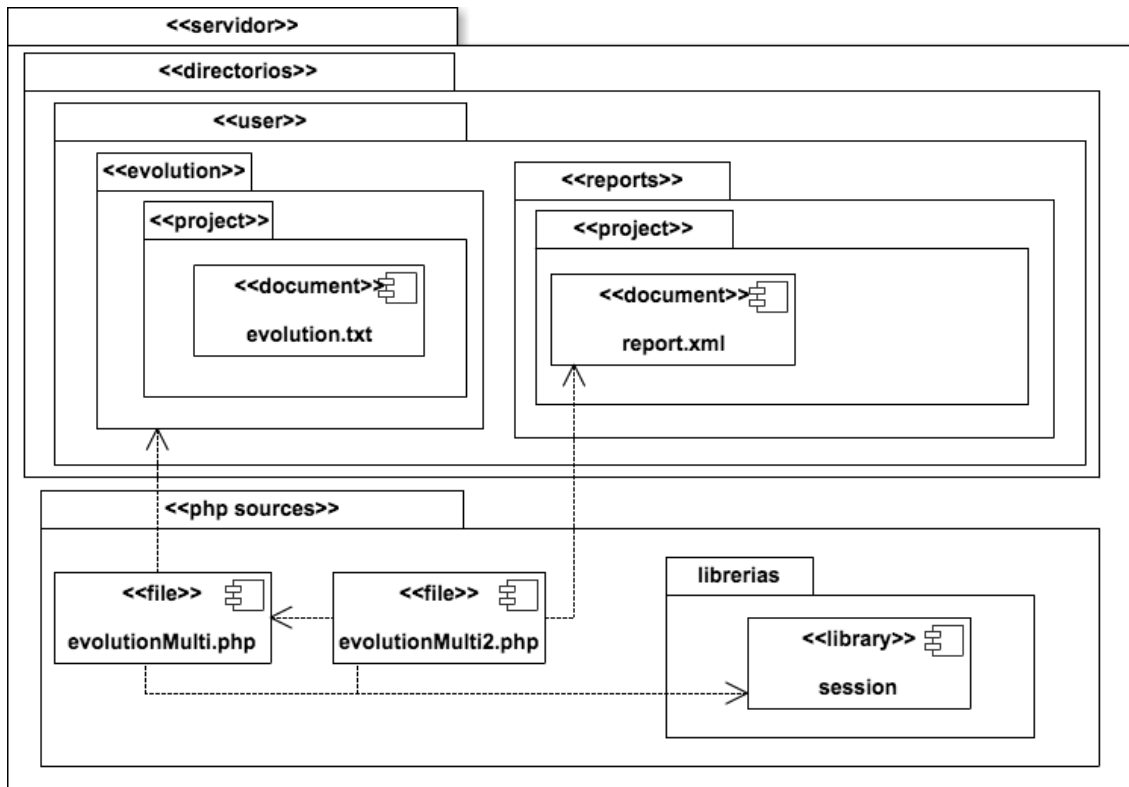 <<servidor>>
<<directorios>>
<<user>>
<<evolution>>
<<project>>
<<document>>
evolution.txt
<<reports>>
<<project>>
<<document>>
report.xml
<<php sources>>
<<file>>
evolutionMulti.php
<<file>>
evolutionMulti2.php
librerias
<<library>>
session